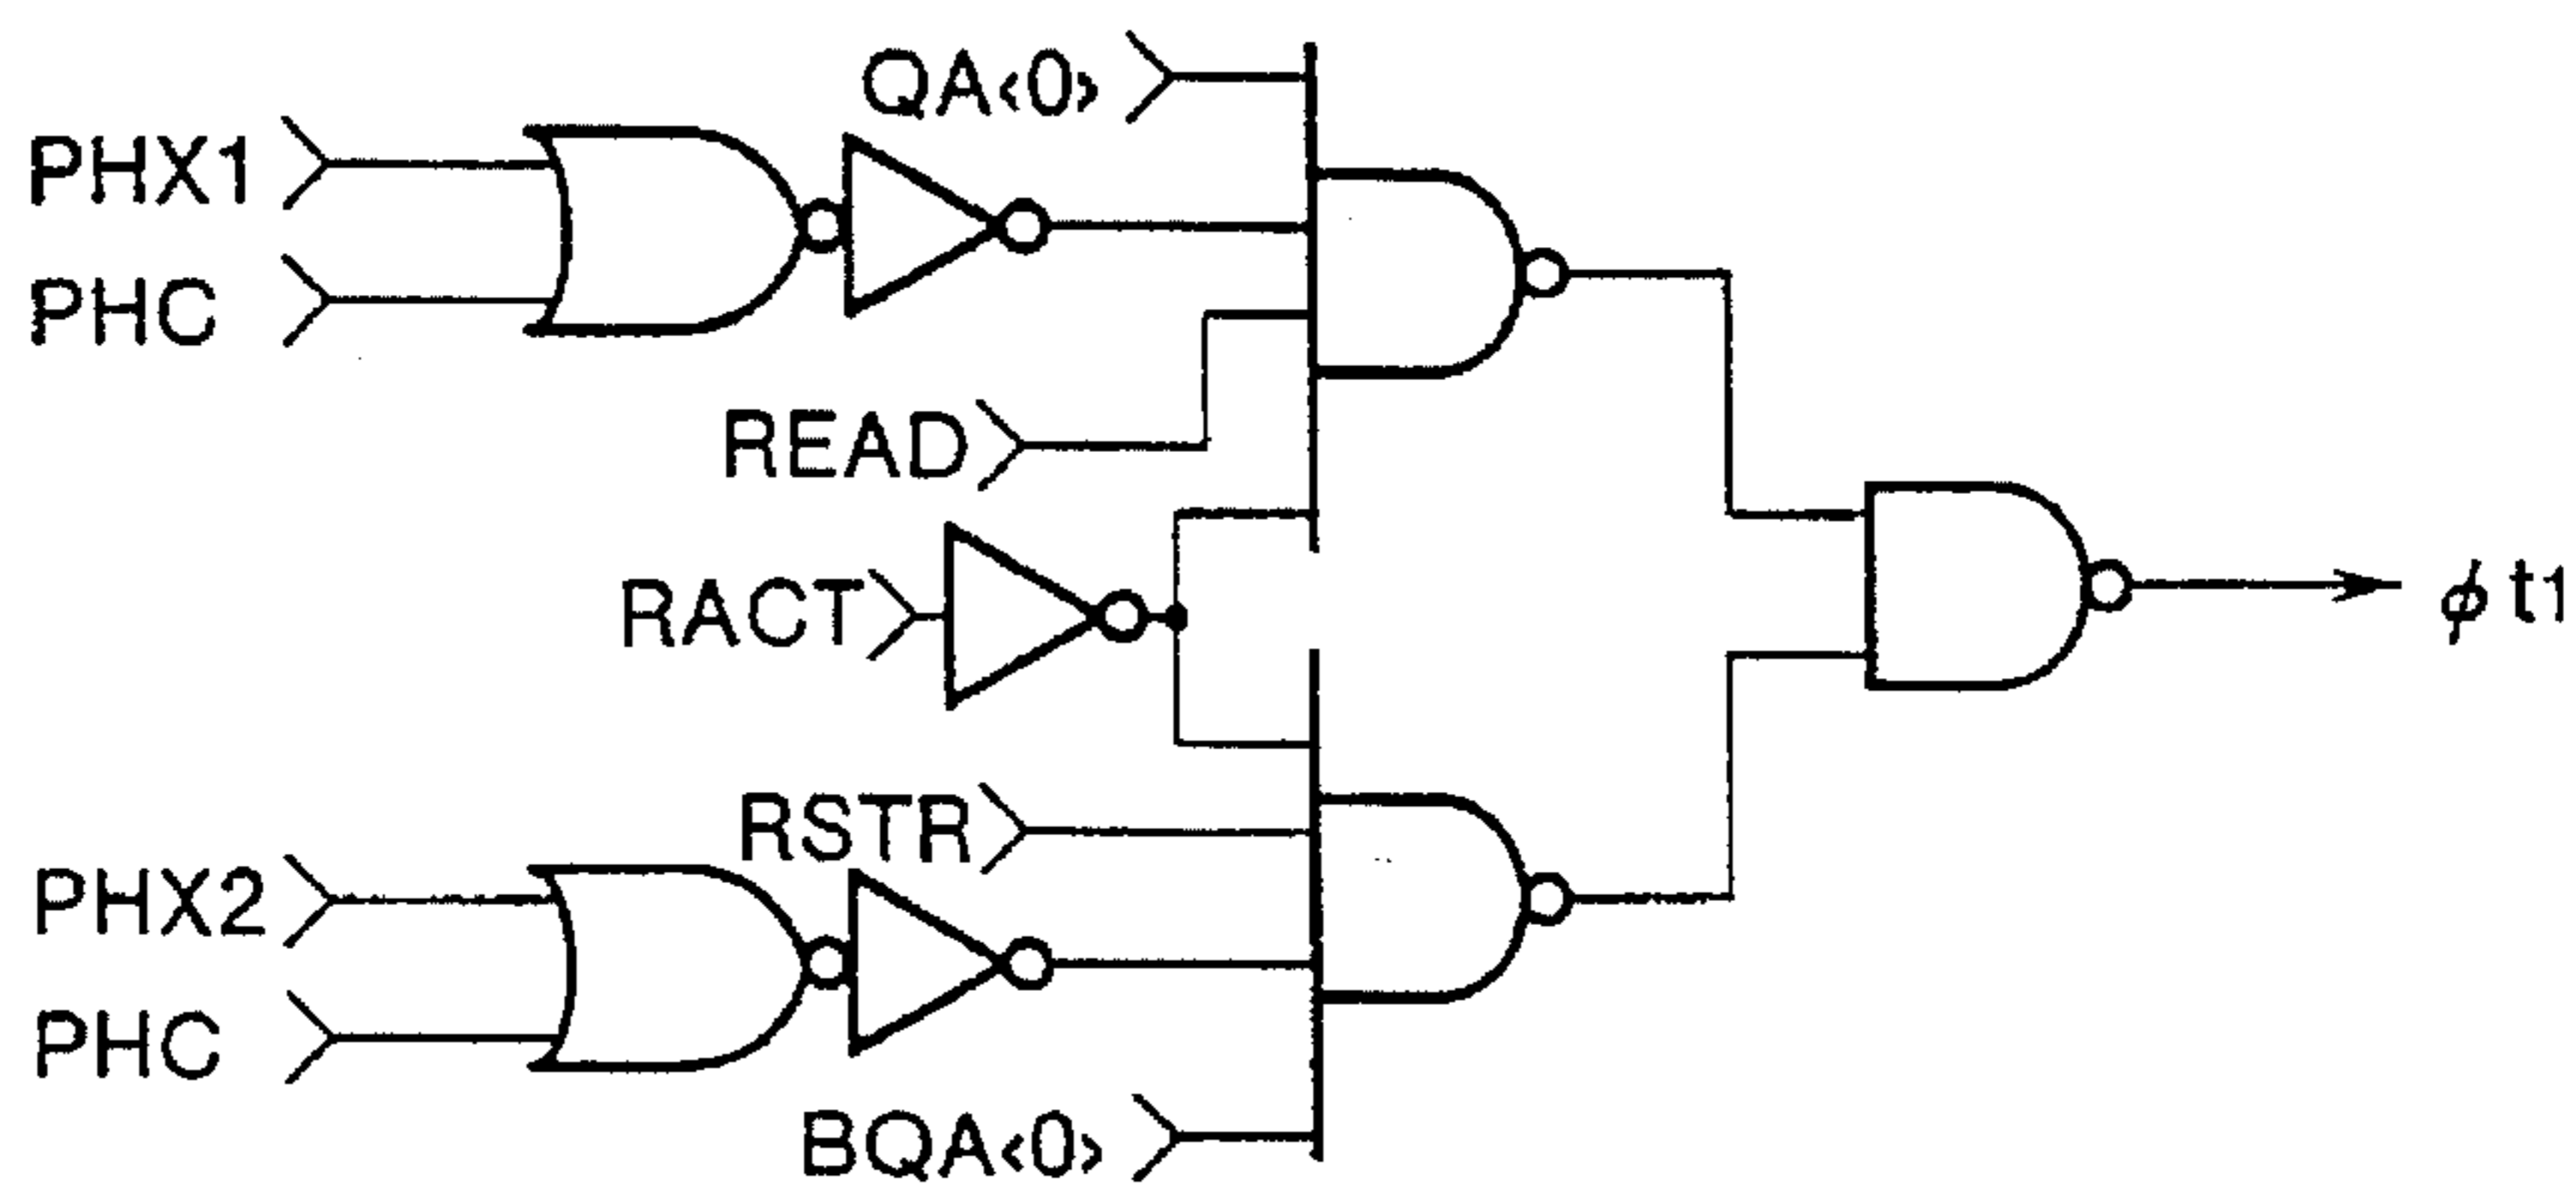 QA<0>
PHX1
PHC
READ
RACT
φt1
RSTR
PHX2
PHC
BQA<0>